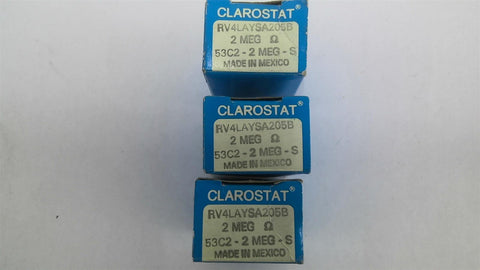 CLAROSTAT®
RV4LAYSA205B
2 MEG Ω
53C2 - 2 MEG - S
MADE IN MEXICO
CLAROSTAT®
RV4LAYSA205B
2 MEG Ω
53C2 - 2 MEG - S
MADE IN MEXICO
CLAROSTAT®
RV4LAYSA205B
2 MEG Ω
53C2 - 2 MEG - S
MADE IN MEXICO